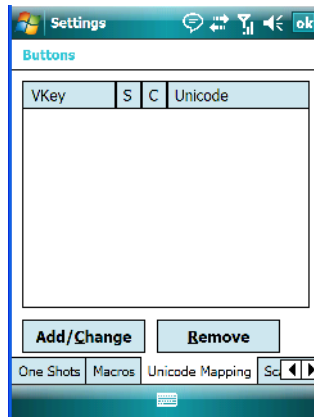 Settings ok
Buttons
VKey S C Unicode
Add/Change Remove
One Shots Macros Unicode Mapping Sc